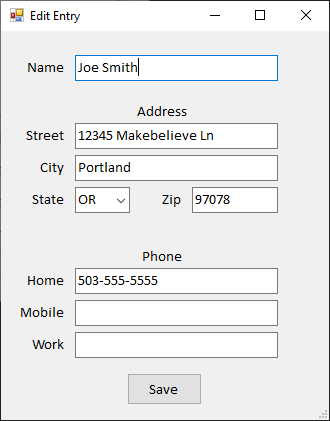 Edit Entry
Name Joe Smith
Address
Street 12345 Makebelieve Ln
City Portland
State OR Zip 97078
Phone
Home 503-555-5555
Mobile
Work
Save